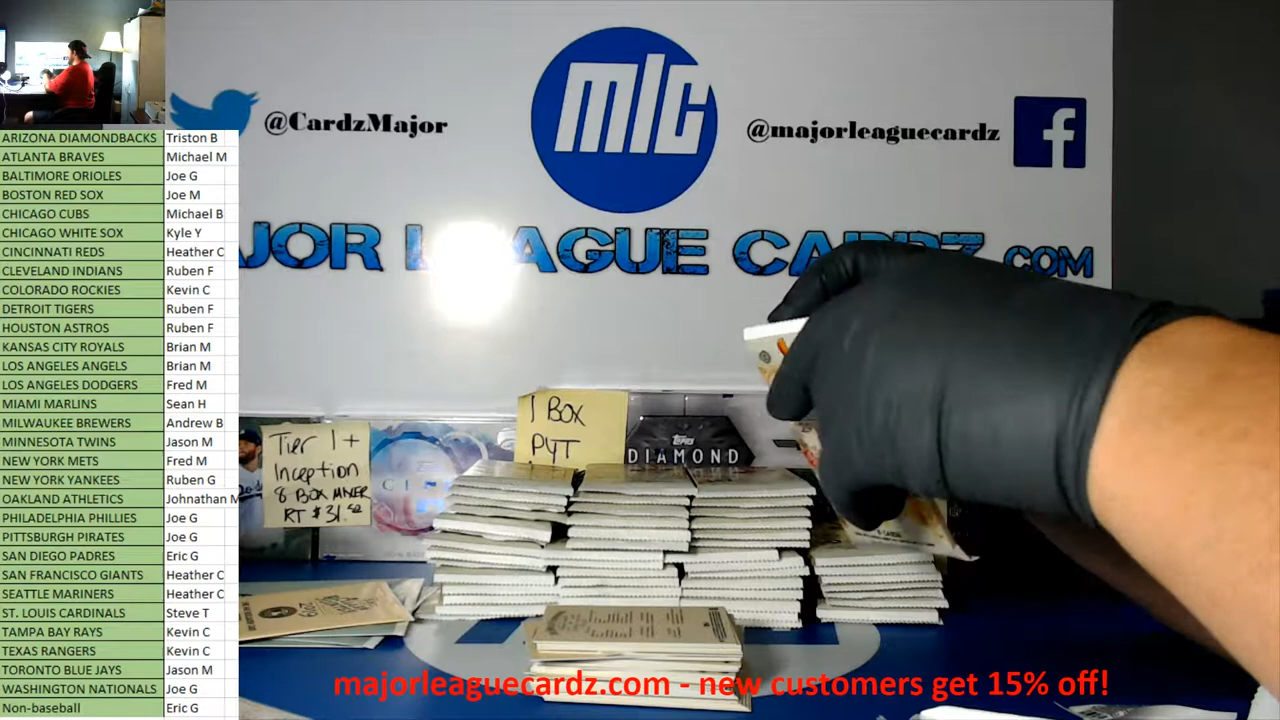 @CardzMajor
mlc
@majorleaguecardz
f
JOR LEAGUE CARDZ.COM
ARIZONA DIAMONDBACKS Triston B
ATLANTA BRAVES Michael M
BALTIMORE ORIOLES Joe G
BOSTON RED SOX Joe M
CHICAGO CUBS Michael B
CHICAGO WHITE SOX Kyle Y
CINCINNATI REDS Heather C
CLEVELAND INDIANS Ruben F
COLORADO ROCKIES Kevin C
DETROIT TIGERS Ruben F
HOUSTON ASTROS Ruben F
KANSAS CITY ROYALS Brian M
LOS ANGELES ANGELS Brian M
LOS ANGELES DODGERS Fred M
MIAMI MARLINS Sean H
MILWAUKEE BREWERS Andrew B
MINNESOTA TWINS Jason M
NEW YORK METS Fred M
NEW YORK YANKEES Ruben G
OAKLAND ATHLETICS Johnathan M
PHILADELPHIA PHILLIES Joe G
PITTSBURGH PIRATES Joe G
SAN DIEGO PADRES Eric G
SAN FRANCISCO GIANTS Heather C
SEATTLE MARINERS Heather C
ST. LOUIS CARDINALS Steve T
TAMPA BAY RAYS Kevin C
TEXAS RANGERS Kevin C
TORONTO BLUE JAYS Jason M
WASHINGTON NATIONALS Joe G
Non-baseball Eric G
Tier 1 +
Inception
8 BOX MIXER
RT $31.52
1 BOX
PYT
topps
DIAMOND
majorleaguecardz.com - new customers get 15% off!